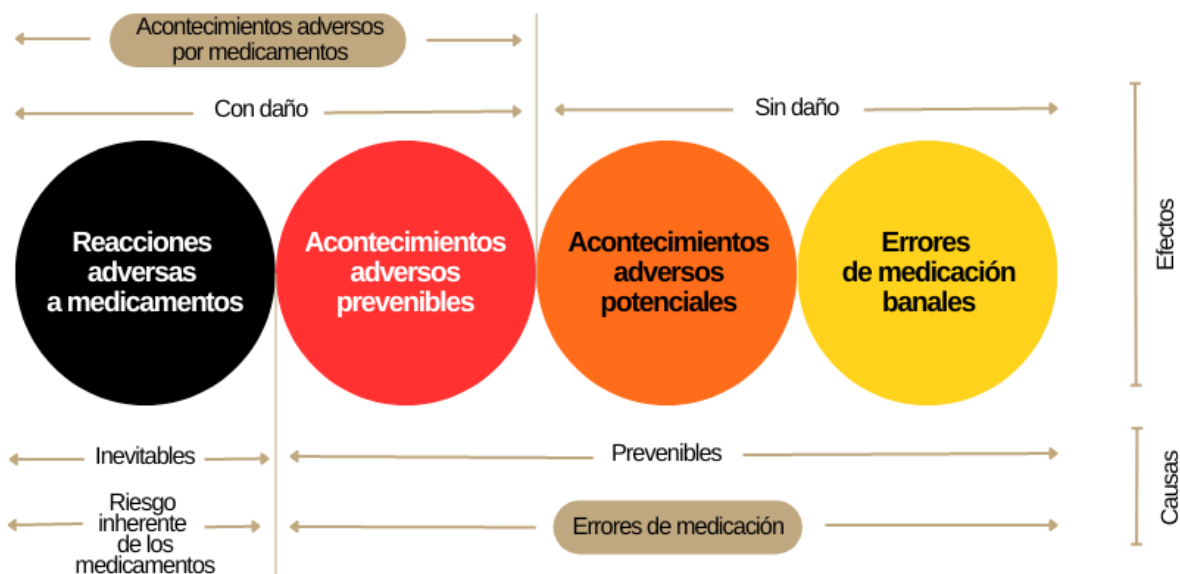 Acontecimientos adversos
por medicamentos
Con daño
Sin daño
Reacciones
adversas
a medicamentos
Acontecimientos
adversos
prevenibles
Acontecimientos
adversos
potenciales
Errores
de medicación
banales
Efectos
Inevitables
Prevenibles
Riesgo
inherente
de los
medicamentos
Errores de medicación
Causas